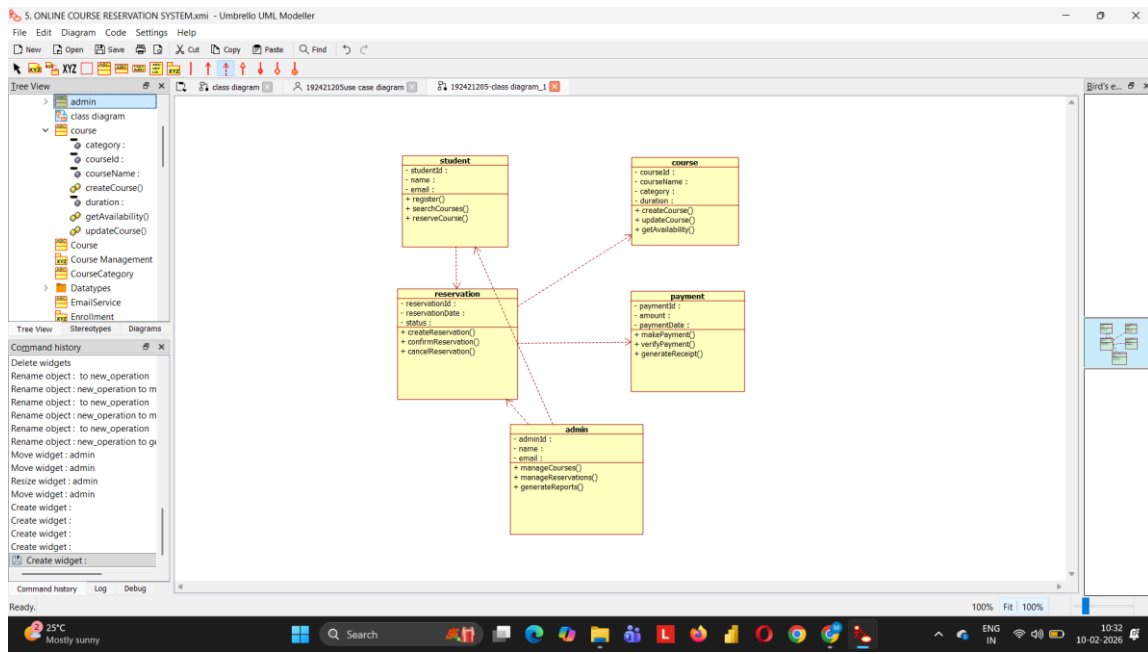 5. ONLINE COURSE RESERVATION SYSTEM.xmi - Umbrello UML Modeller
File Edit Diagram Code Settings Help
New Open Save Cut Copy Paste Find
XYZ
Tree View
class diagram
192421205use case diagram
192421205-class diagram_1
Bird's e...
admin
class diagram
course
category :
courseId :
courseName :
createCourse()
duration :
getAvailability()
updateCourse()
Course
Course Management
CourseCategory
Datatypes
EmailService
Enrollment
Tree View Stereotypes Diagrams
Command history
Delete widgets
Rename object : to new_operation
Rename object : new_operation to m
Rename object : to new_operation
Rename object : new_operation to m
Rename object : to new_operation
Rename object : new_operation to ge
Move widget : admin
Move widget : admin
Resize widget : admin
Move widget : admin
Create widget :
Create widget :
Create widget :
Create widget :
Create widget :
Command history Log Debug
student
- studentId :
- name :
- email :
+ register()
+ searchCourses()
+ reserveCourse()
course
- courseId :
- courseName :
- category :
- duration :
+ createCourse()
+ updateCourse()
+ getAvailability()
reservation
- reservationId :
- reservationDate :
- status :
+ createReservation()
+ confirmReservation()
+ cancelReservation()
payment
- paymentId :
- amount :
- paymentDate :
+ makePayment()
+ verifyPayment()
+ generateReceipt()
admin
- adminId :
- name :
- email :
+ manageCourses()
+ manageReservations()
+ generateReports()
Ready.
100% Fit 100%
2
25°C
Mostly sunny
Search
ENG
IN
10:32
10-02-2026